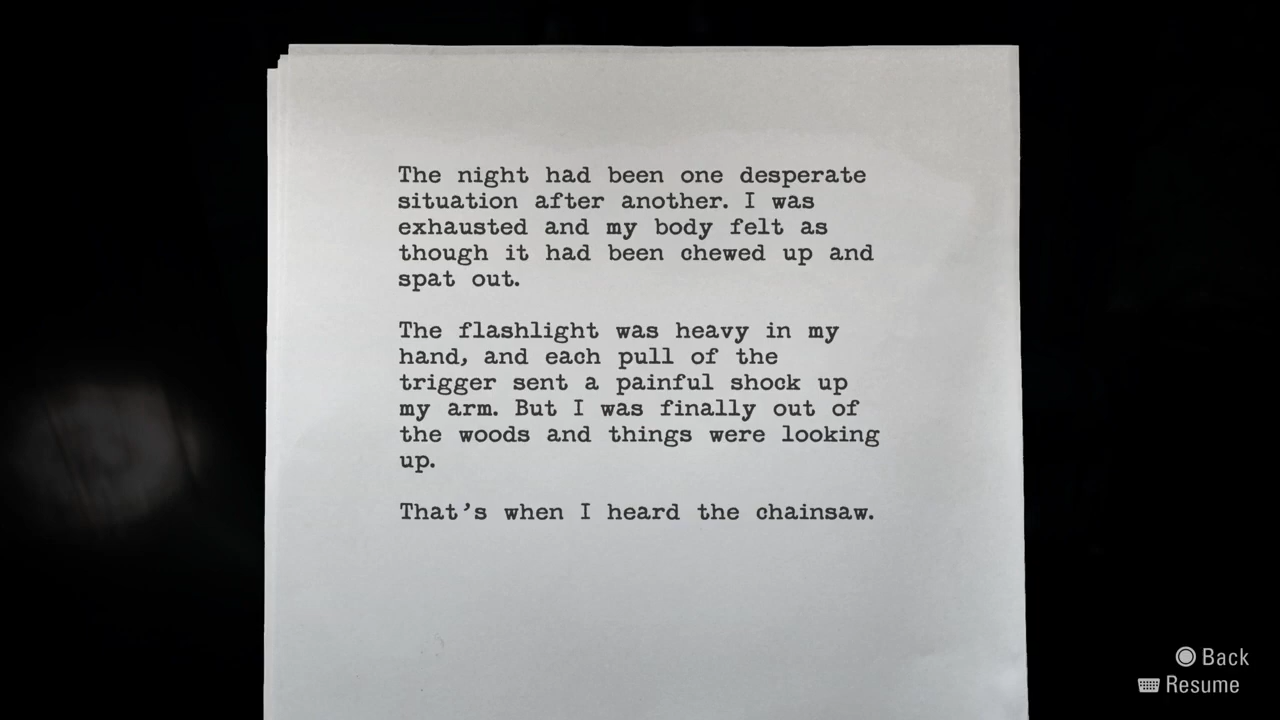 The night had been one desperate
situation after another. I was
exhausted and my body felt as
though it had been chewed up and
spat out.
The flashlight was heavy in my
hand, and each pull of the
trigger sent a painful shock up
my arm. But I was finally out of
the woods and things were looking
up.
That's when I heard the chainsaw.
Back
Resume